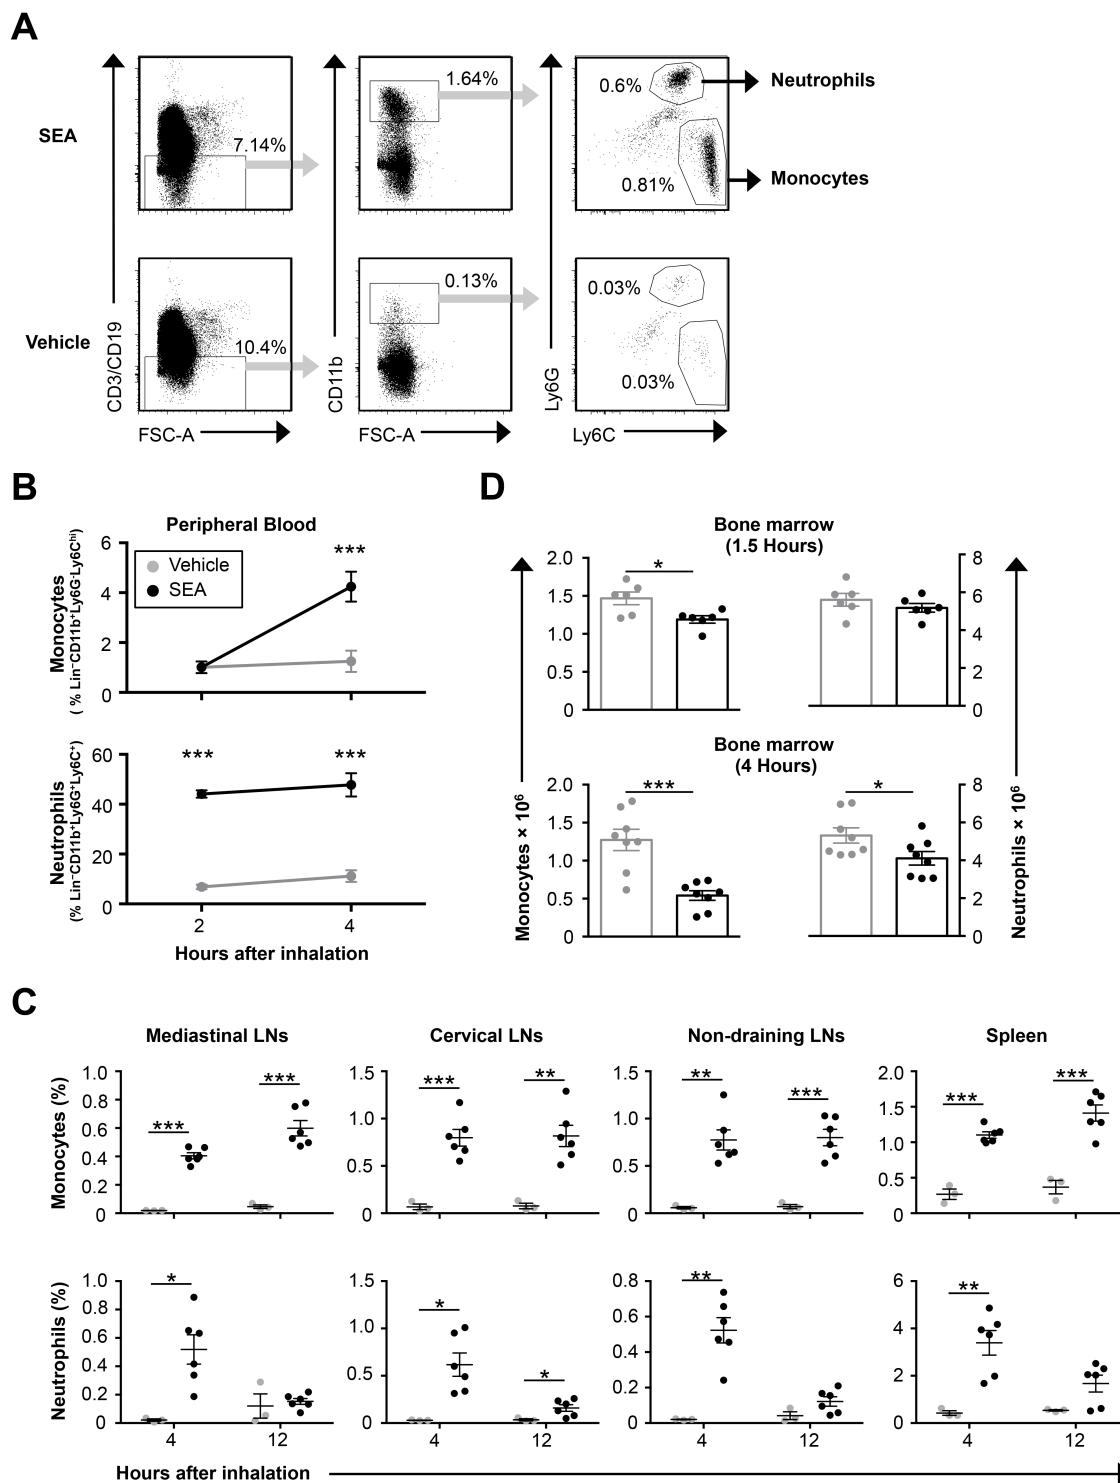 A
SEA
7.14%
1.64%
0.6%
0.81%
Neutrophils
Monocytes
Vehicle
10.4%
0.13%
0.03%
0.03%
CD3/CD19
CD11b
Ly6G
FSC-A
FSC-A
Ly6C
B
Peripheral Blood
Vehicle
SEA
***
Monocytes
( % Lin⁻CD11b⁺Ly6G⁻Ly6Cʰⁱ)
6
4
2
0
Neutrophils
(% Lin⁻CD11b⁺Ly6G⁺Ly6C⁺)
60
40
20
0
***
***
2
4
Hours after inhalation
D
Bone marrow
(1.5 Hours)
2.0
1.5
1.0
0.5
0
*
8
6
4
2
0
Bone marrow
(4 Hours)
2.0
1.5
1.0
0.5
0
***
*
8
6
4
2
0
Monocytes × 10⁶
Neutrophils × 10⁶
C
Mediastinal LNs
Cervical LNs
Non-draining LNs
Spleen
Monocytes (%)
1.0
0.8
0.6
0.4
0.2
0
***
***
1.5
1.0
0.5
0
***
**
1.5
1.0
0.5
0
**
***
2.0
1.5
1.0
0.5
0
***
***
Neutrophils (%)
1.0
0.8
0.6
0.4
0.2
0
*
1.5
1.0
0.5
0
*
*
0.8
0.6
0.4
0.2
0
**
6
4
2
0
**
4
12
4
12
4
12
4
12
Hours after inhalation